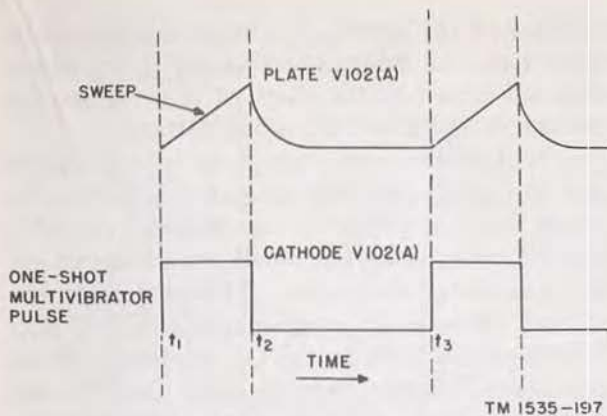 PLATE V102(A)
SWEEP
CATHODE V102(A)
ONE-SHOT
MULTIVIBRATOR
PULSE
t1
t2
t3
TIME
TM 1535-197